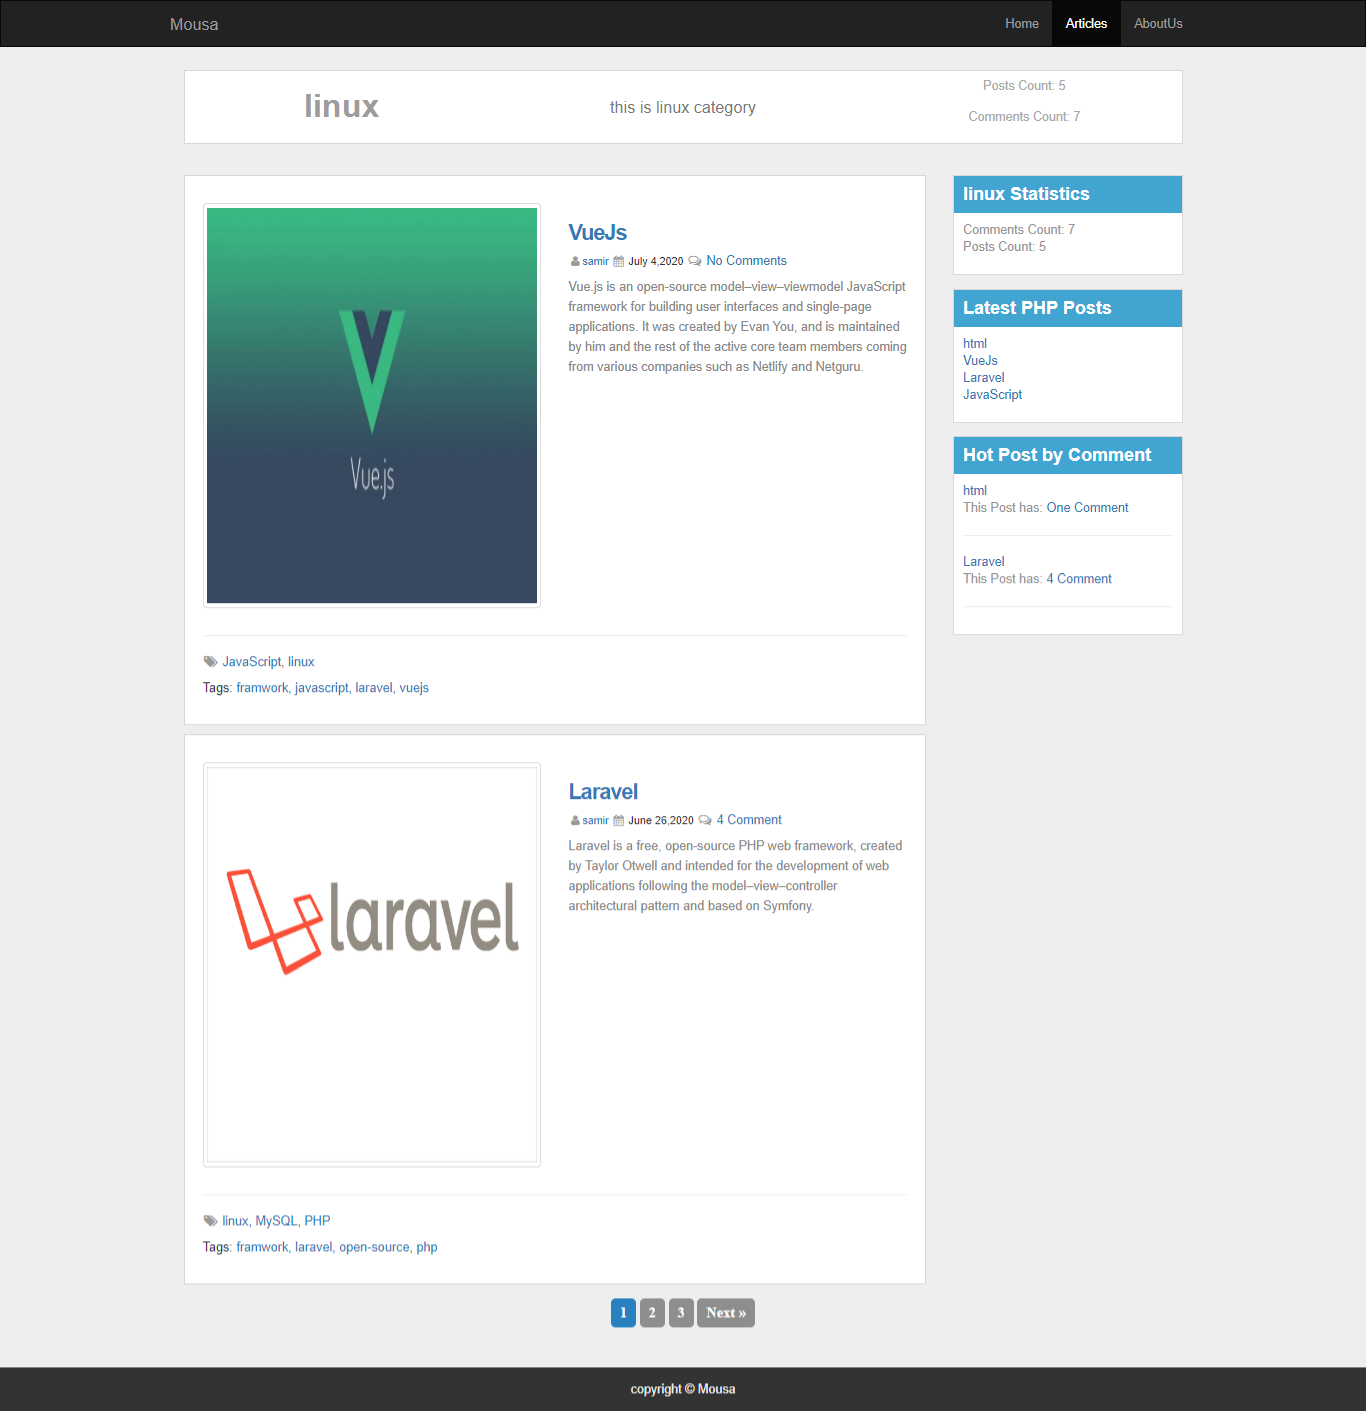 Mousa
Home Articles AboutUs
linux
this is linux category
Posts Count: 5
Comments Count: 7
Vue.js
VueJs
samir July 4,2020 No Comments
Vue.js is an open-source model–view–viewmodel JavaScript
framework for building user interfaces and single-page
applications. It was created by Evan You, and is maintained
by him and the rest of the active core team members coming
from various companies such as Netlify and Netguru.
JavaScript, linux
Tags: framwork, javascript, laravel, vuejs
laravel
Laravel
samir June 26,2020 4 Comment
Laravel is a free, open-source PHP web framework, created
by Taylor Otwell and intended for the development of web
applications following the model–view–controller
architectural pattern and based on Symfony.
linux, MySQL, PHP
Tags: framwork, laravel, open-source, php
linux Statistics
Comments Count: 7
Posts Count: 5
Latest PHP Posts
html
VueJs
Laravel
JavaScript
Hot Post by Comment
html
This Post has: One Comment
Laravel
This Post has: 4 Comment
1 2 3 Next »
copyright © Mousa